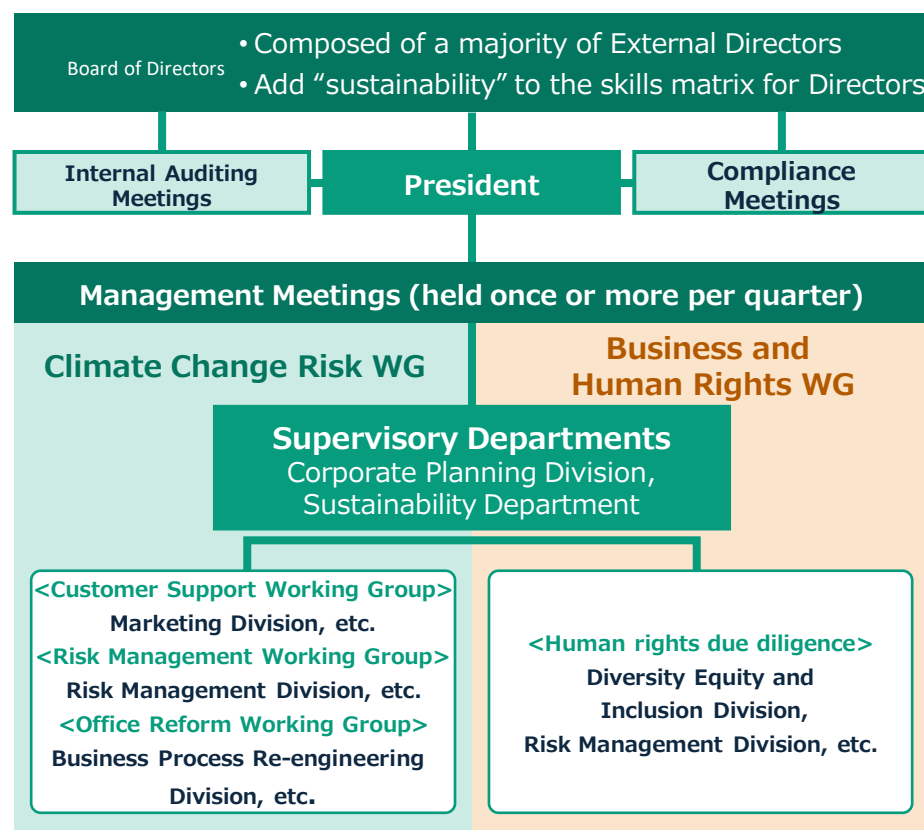 Board of Directors
• Composed of a majority of External Directors
• Add “sustainability” to the skills matrix for Directors
Internal Auditing
Meetings
President
Compliance
Meetings
Management Meetings (held once or more per quarter)
Climate Change Risk WG
Business and
Human Rights WG
Supervisory Departments
Corporate Planning Division,
Sustainability Department
<Customer Support Working Group>
Marketing Division, etc.
<Risk Management Working Group>
Risk Management Division, etc.
<Office Reform Working Group>
Business Process Re-engineering
Division, etc.
<Human rights due diligence>
Diversity Equity and
Inclusion Division,
Risk Management Division, etc.